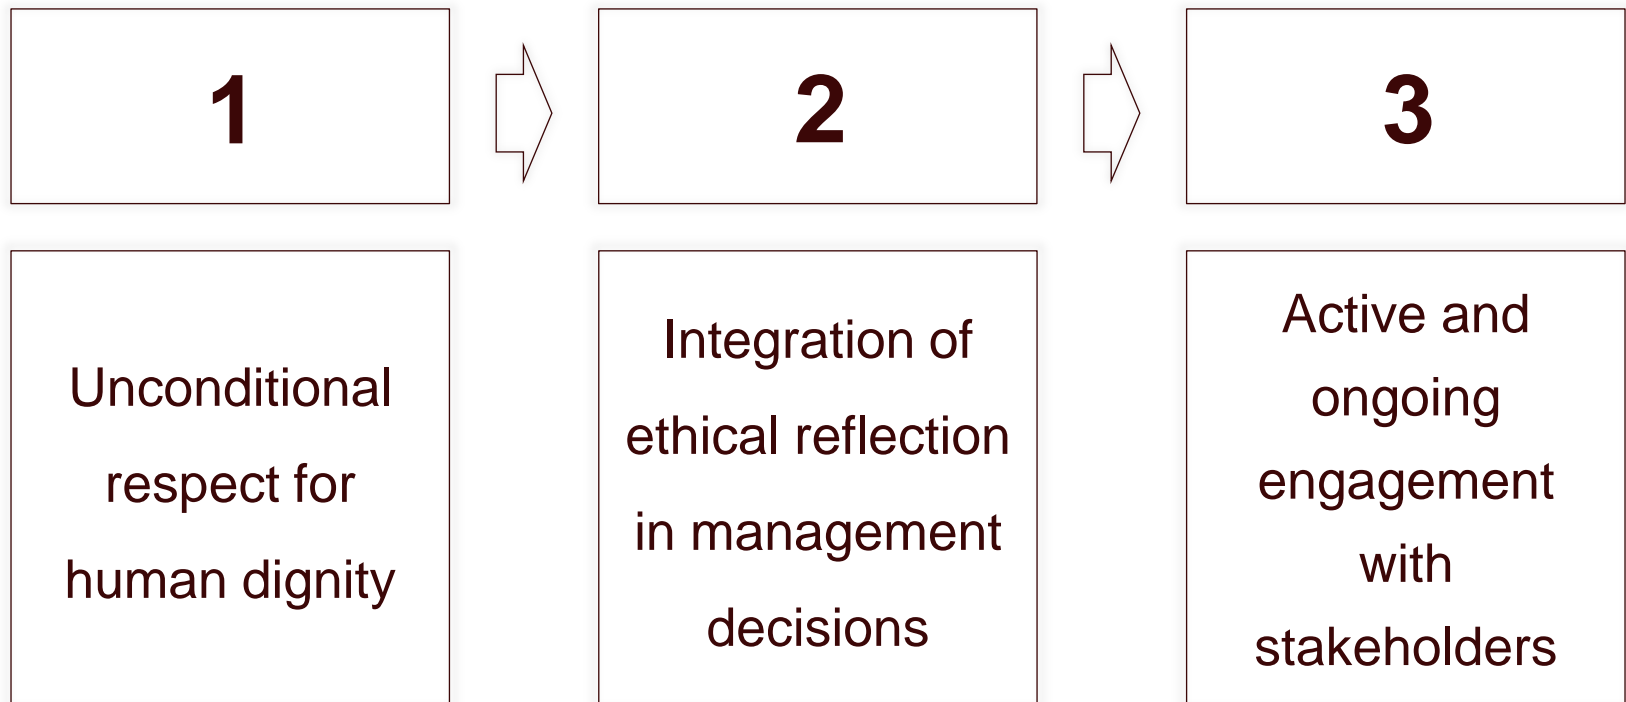 1
2
3
Unconditional
respect for
human dignity
Integration of
ethical reflection
in management
decisions
Active and
ongoing
engagement
with
stakeholders